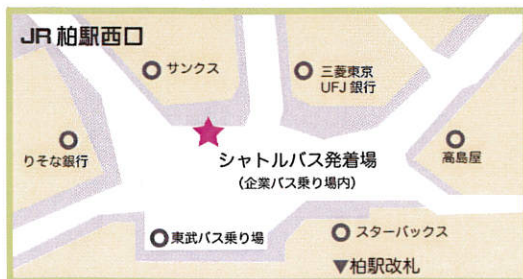 JR 柏駅西口
サンクス
三菱東京
UFJ 銀行
りそな銀行
シャトルバス発着場
(企業バス乗り場内)
高島屋
東武バス乗り場
スターバックス
▼柏駅改札